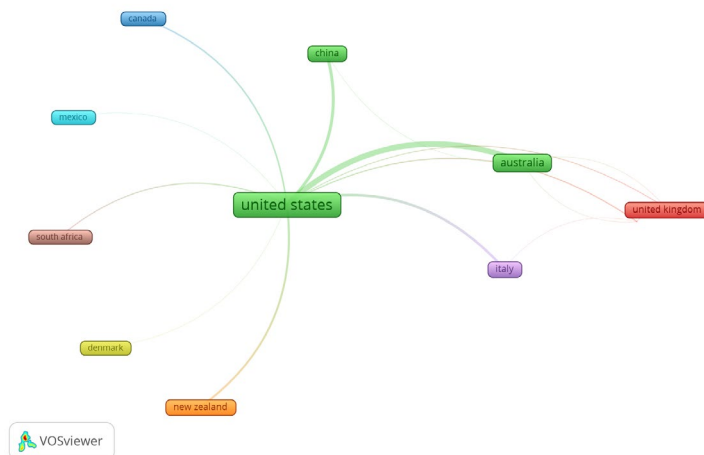 canada
china
mexico
australia
united states
united kingdom
south africa
italy
denmark
new zealand
VOSviewer